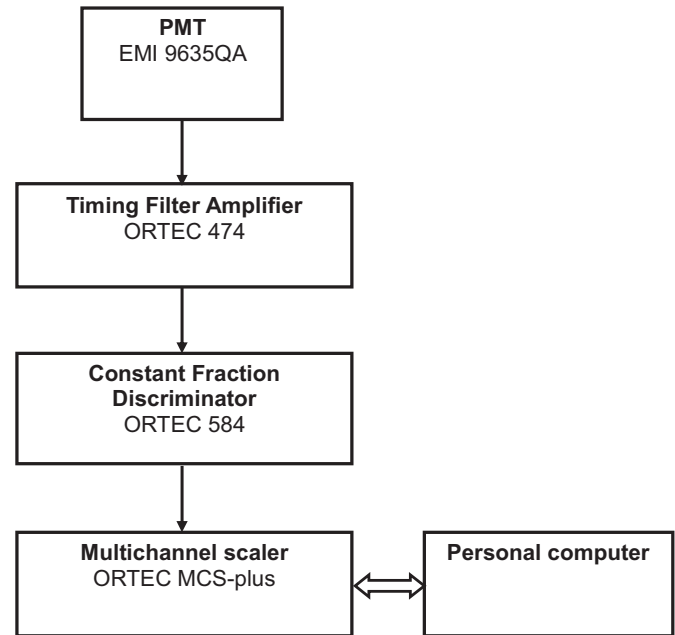 PMT
EMI 9635QA
Timing Filter Amplifier
ORTEC 474
Constant Fraction
Discriminator
ORTEC 584
Multichannel scaler
ORTEC MCS-plus
Personal computer